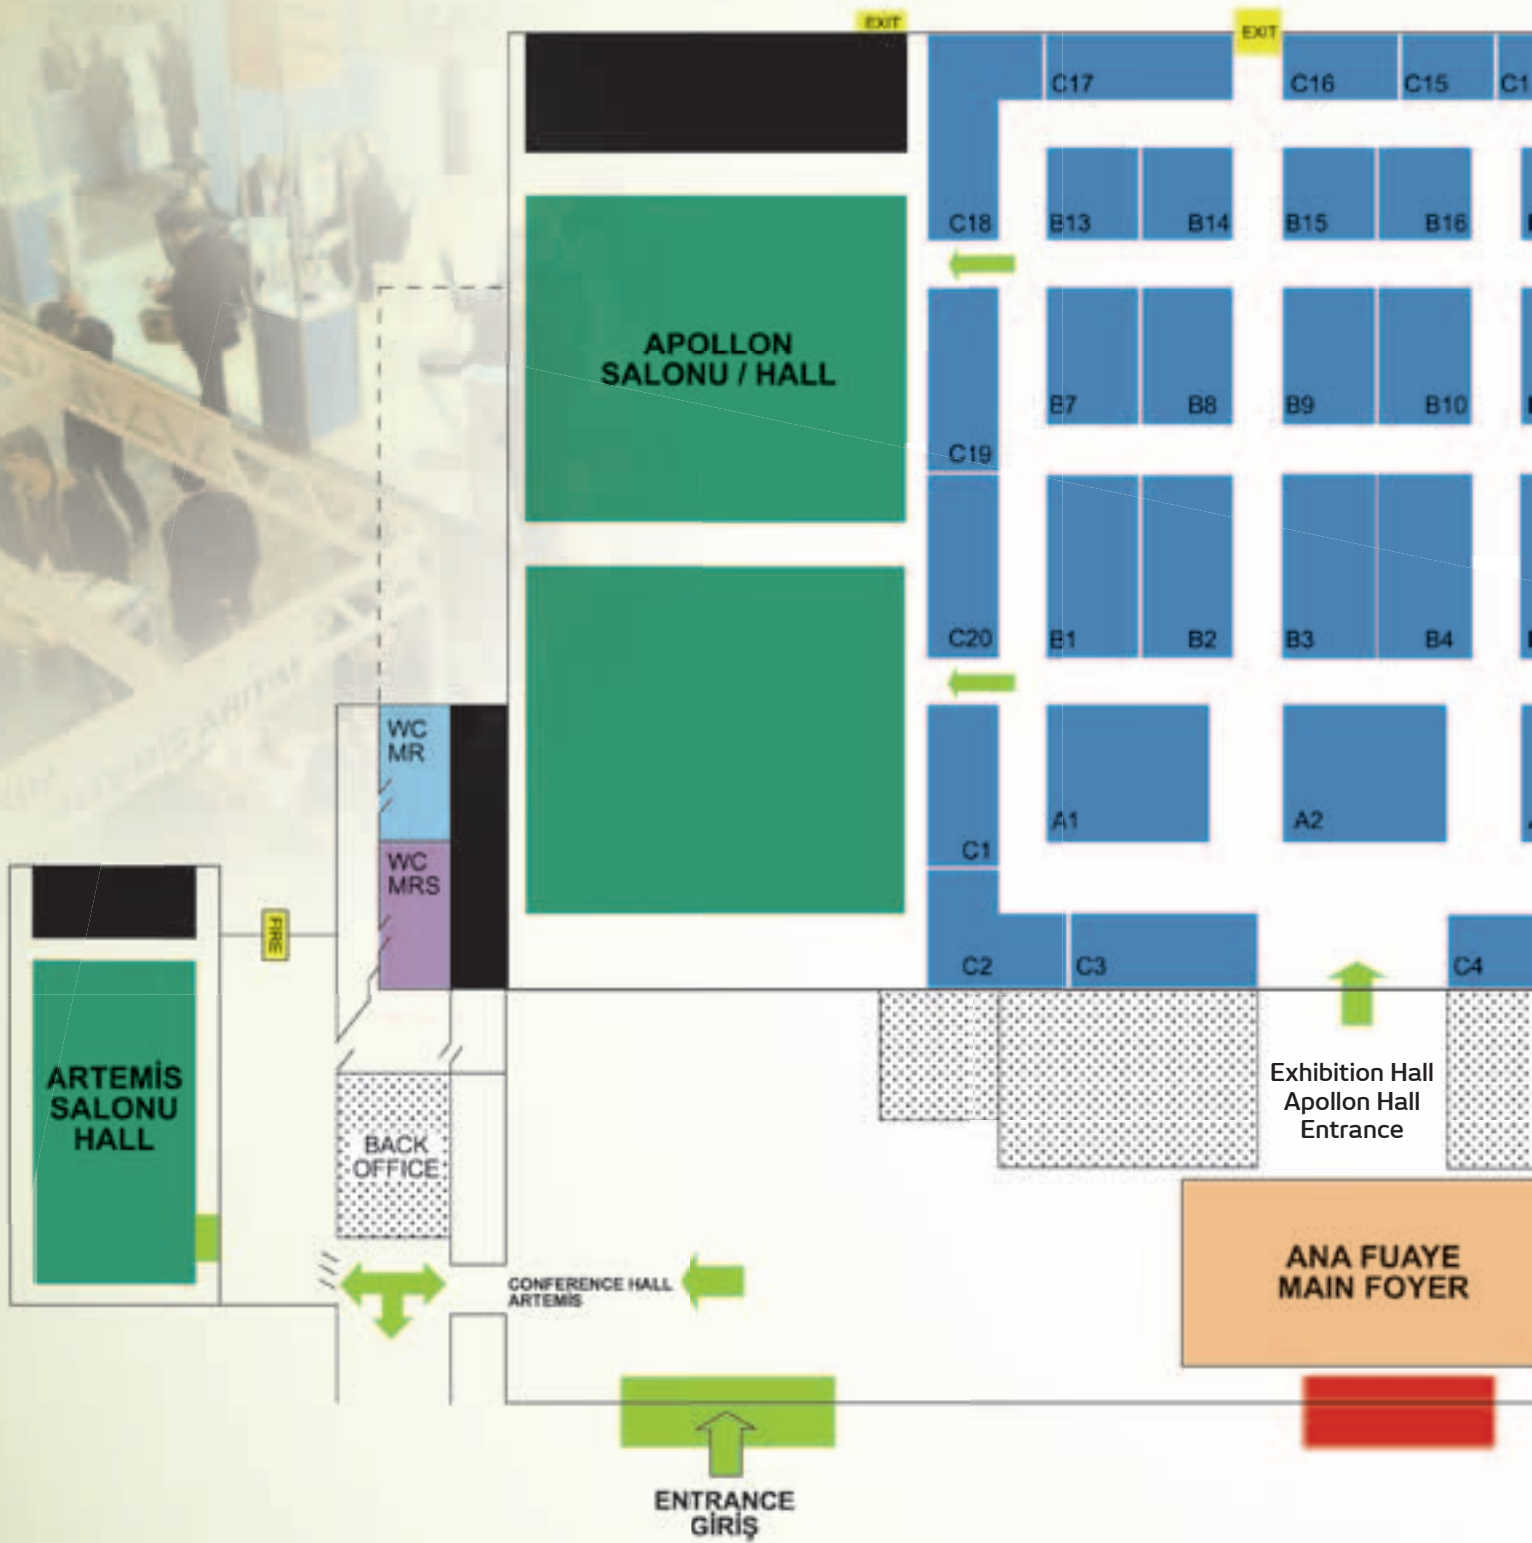 EXIT
EXIT
C17
C16
C15
C18
B13
B14
B15
B16
APOLLON
SALONU / HALL
B7
B8
B9
B10
C19
C20
B1
B2
B3
B4
WC
MR
A1
A2
C1
WC
MRS
FIRE
C2
C3
C4
ARTEMİS
SALONU
HALL
Exhibition Hall
Apollon Hall
Entrance
BACK
OFFICE
CONFERENCE HALL
ARTEMİS
ANA FUAYE
MAIN FOYER
ENTRANCE
GİRİŞ